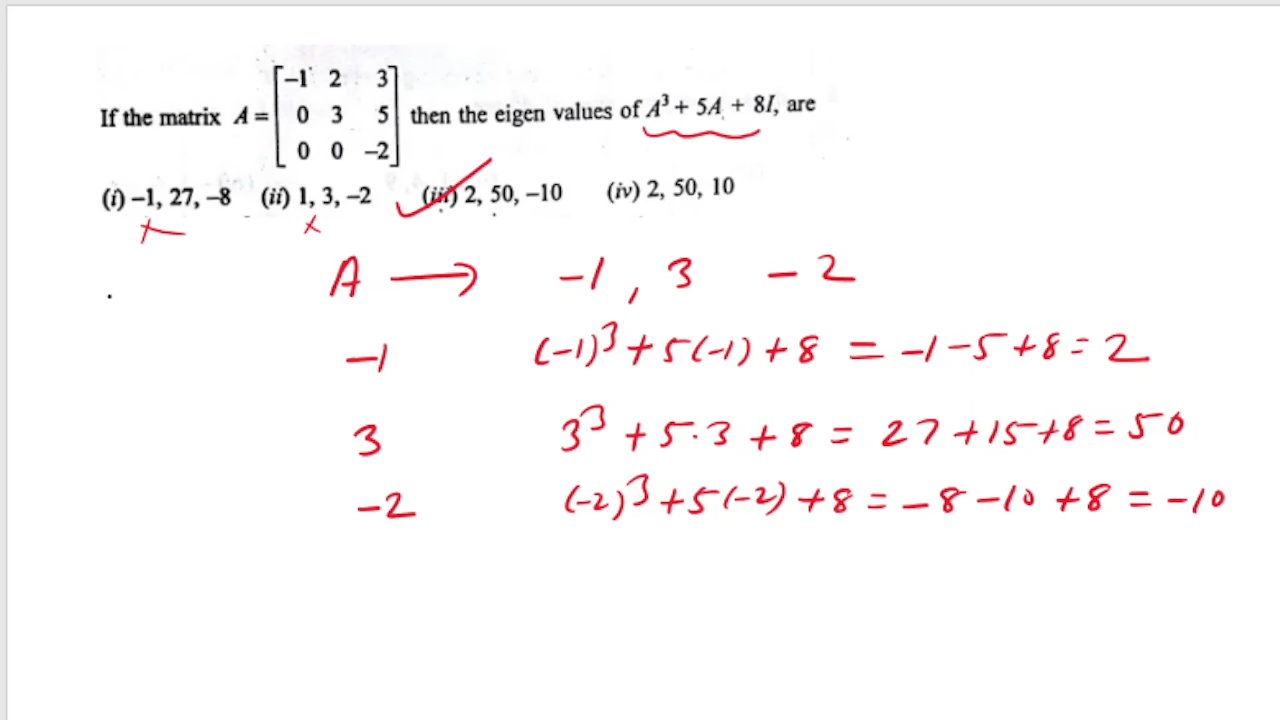 If the matrix A = [−1 2 3
0 3 5
0 0 −2] then the eigen values of A³ + 5A + 8I, are
(i) −1, 27, −8 (ii) 1, 3, −2 (iii) 2, 50, −10 (iv) 2, 50, 10
A → −1, 3 −2
−1 (−1)³ + 5(−1) + 8 = −1 − 5 + 8 = 2
3 3³ + 5·3 + 8 = 27 + 15 + 8 = 50
−2 (−2)³ + 5(−2) + 8 = −8 − 10 + 8 = −10